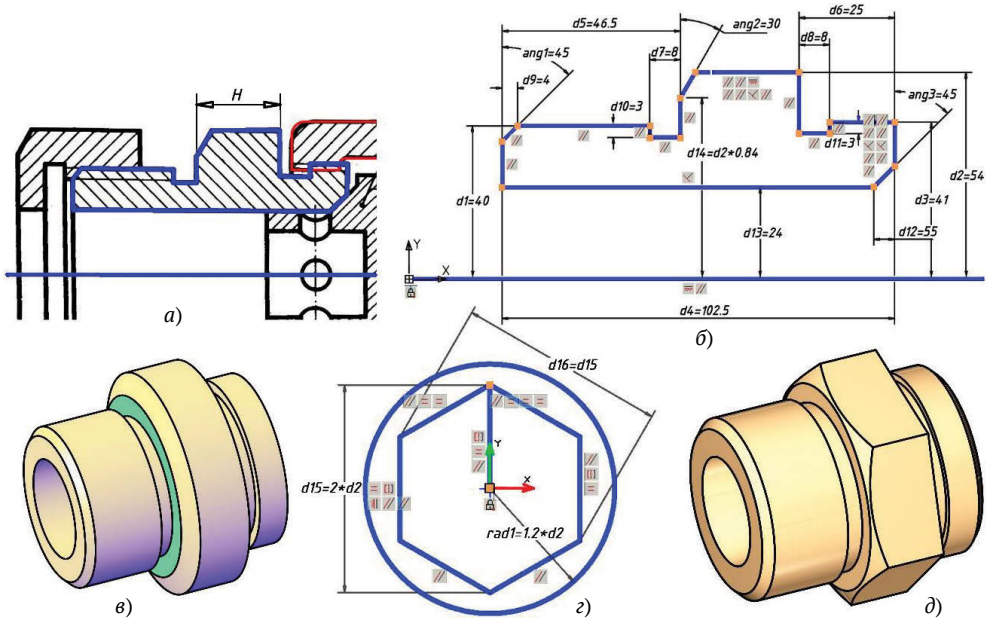 H
а)
d5=46.5
ang2=30
d6=25
d7=8
d8=8
ang1=45
d9=4
d10=3
ang3=45
d14=d2*0.84
d11=3
d1=40
d2=54
d3=41
d13=24
d12=55
Y
X
d4=102.5
б)
d16=d15
d15=2*d2
Y
X
rad1=1.2*d2
в)
г)
д)